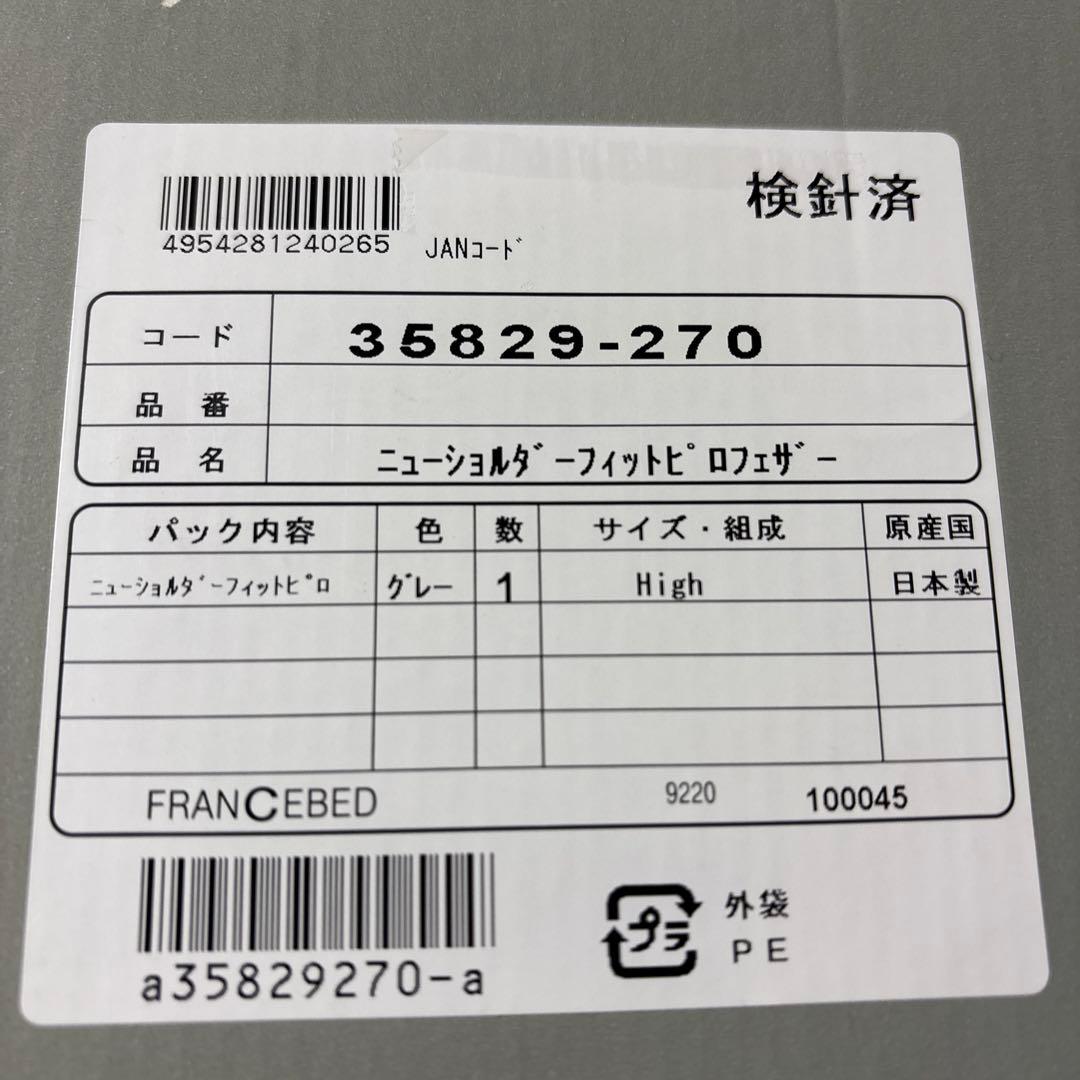 検針済
4954281240265 JANｺｰﾄﾞ
コード 35829-270
品 番
品 名 ﾆｭｰｼｮﾙﾀﾞｰﾌｨｯﾄﾋﾟﾛﾌｪｻﾞｰ
パック内容 色 数 サイズ・組成 原産国
ﾆｭｰｼｮﾙﾀﾞｰﾌｨｯﾄﾋﾟﾛ ｸﾞﾚｰ 1 High 日本製
FRANCEBED 9220 100045
プラ 外袋
PE
a35829270-a